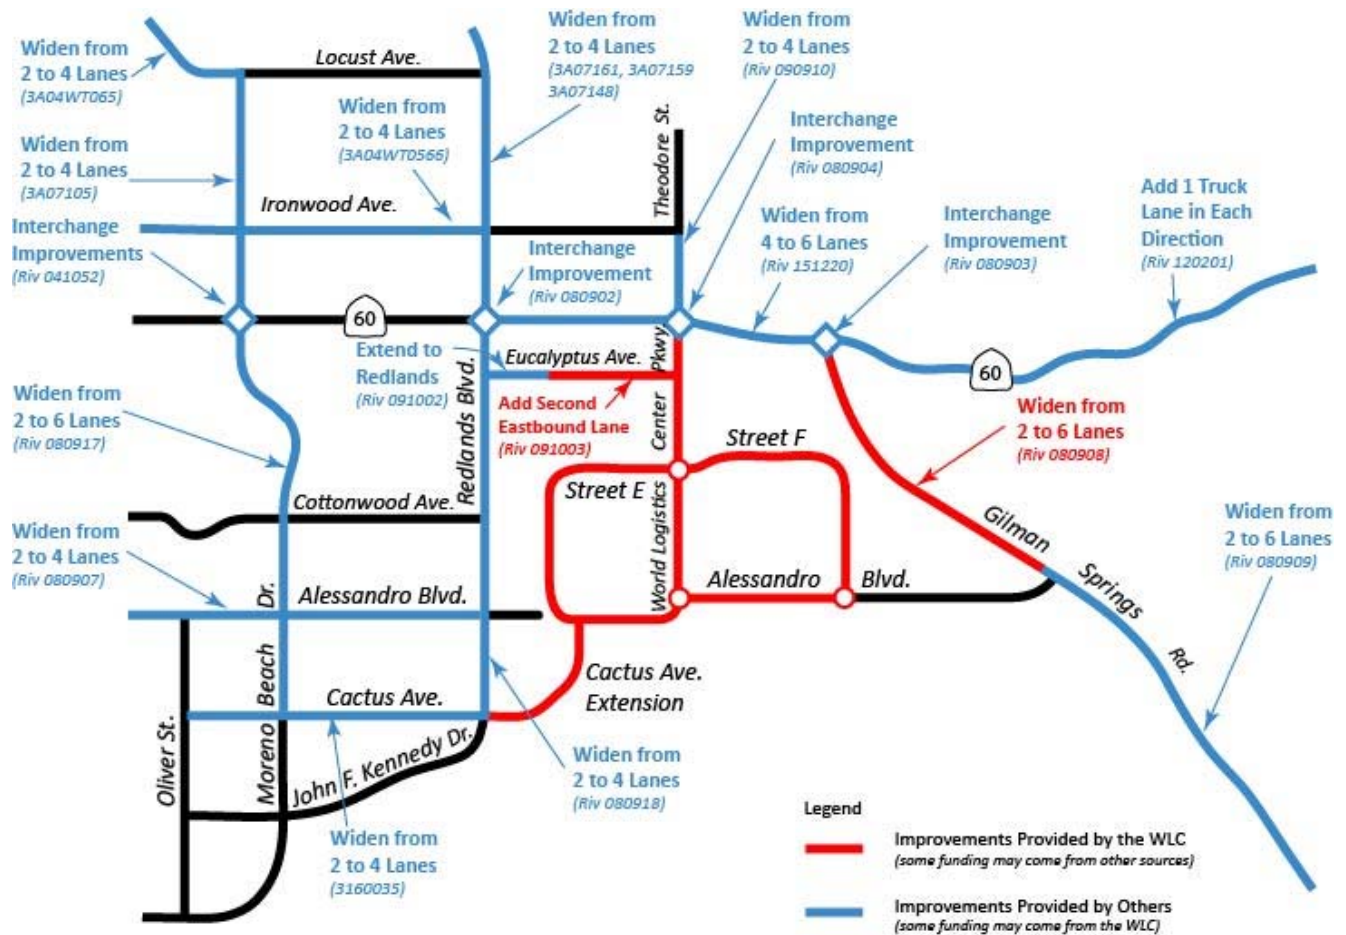 Widen from
2 to 4 Lanes
(3A04WT065)
Locust Ave.
Widen from
2 to 4 Lanes
(3A07161, 3A07159
3A07148)
Widen from
2 to 4 Lanes
(Riv 090910)
Widen from
2 to 4 Lanes
(3A04WT0566)
Widen from
2 to 4 Lanes
(3A07105)
Theodore St.
Interchange
Improvement
(Riv 080904)
Ironwood Ave.
Add 1 Truck
Lane in Each
Direction
(Riv 120201)
Interchange
Improvements
(Riv 041052)
Interchange
Improvement
(Riv 080902)
Widen from
4 to 6 Lanes
(Riv 151220)
Interchange
Improvement
(Riv 080903)
60
60
Extend to
Redlands
(Riv 091002)
Eucalyptus Ave.
Add Second
Eastbound Lane
(Riv 091003)
Redlands Blvd.
World Logistics Center Pkwy.
Widen from
2 to 6 Lanes
(Riv 080917)
Widen from
2 to 6 Lanes
(Riv 080908)
Street F
Street E
Cottonwood Ave.
Gilman Springs Rd.
Widen from
2 to 6 Lanes
(Riv 080909)
Widen from
2 to 4 Lanes
(Riv 080907)
Alessandro Blvd.
Alessandro Blvd.
Moreno Beach Dr.
Cactus Ave.
Cactus Ave.
Extension
Oliver St.
John F. Kennedy Dr.
Widen from
2 to 4 Lanes
(Riv 080918)
Widen from
2 to 4 Lanes
(3160035)
Legend
Improvements Provided by the WLC
(some funding may come from other sources)
Improvements Provided by Others
(some funding may come from the WLC)